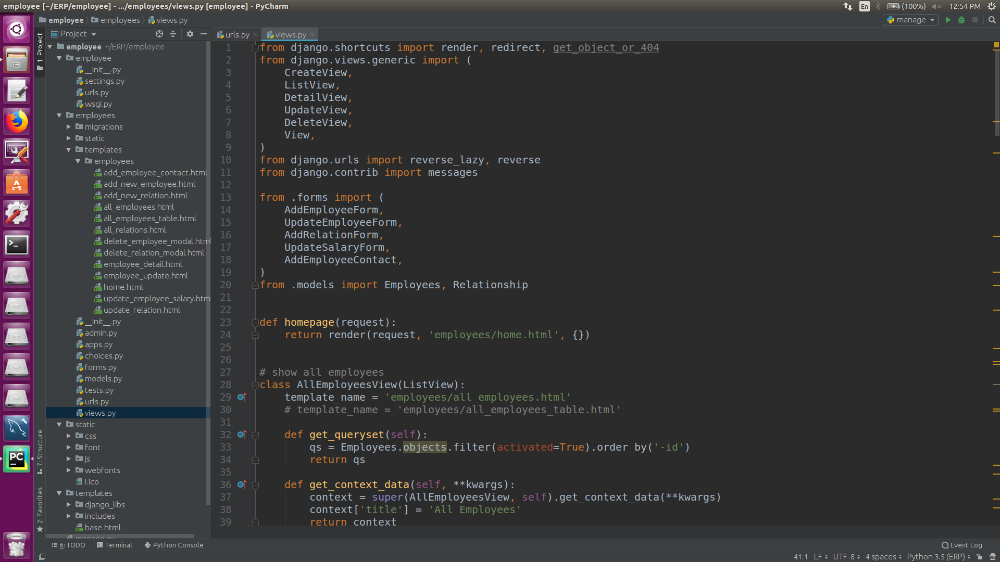 employee [~/ERP/employee] - .../employees/views.py [employee] - PyCharm
En (100%) 12:54 PM
employee employees views.py
manage
1: Project
7: Structure
2: Favorites
Project
employee ~/ERP/employee
employee
__init__.py
settings.py
urls.py
wsgi.py
employees
migrations
static
templates
employees
add_employee_contact.html
add_new_employee.html
add_new_relation.html
all_employees.html
all_employees_table.html
all_relations.html
delete_employee_modal.html
delete_relation_modal.html
employee_detail.html
employee_update.html
home.html
update_employee_salary.htm
update_relation.html
__init__.py
admin.py
apps.py
choices.py
forms.py
models.py
tests.py
urls.py
views.py
static
css
font
js
webfonts
i.ico
templates
django_libs
includes
base.html
urls.py views.py
1 from django.shortcuts import render, redirect, get_object_or_404
2 from django.views.generic import (
3 CreateView,
4 ListView,
5 DetailView,
6 UpdateView,
7 DeleteView,
8 View,
9 )
10 from django.urls import reverse_lazy, reverse
11 from django.contrib import messages
12
13 from .forms import (
14 AddEmployeeForm,
15 UpdateEmployeeForm,
16 AddRelationForm,
17 UpdateSalaryForm,
18 AddEmployeeContact,
19 )
20 from .models import Employees, Relationship
21
22
23 def homepage(request):
24 return render(request, 'employees/home.html', {})
25
26
27 # show all employees
28 class AllEmployeesView(ListView):
29 template_name = 'employees/all_employees.html'
30 # template_name = 'employees/all_employees_table.html'
31
32 def get_queryset(self):
33 qs = Employees.objects.filter(activated=True).order_by('-id')
34 return qs
35
36 def get_context_data(self, **kwargs):
37 context = super(AllEmployeesView, self).get_context_data(**kwargs)
38 context['title'] = 'All Employees'
39 return context
6: TODO Terminal Python Console Event Log
41:1 LF UTF-8 4 spaces Python 3.5 (ERP)
PC